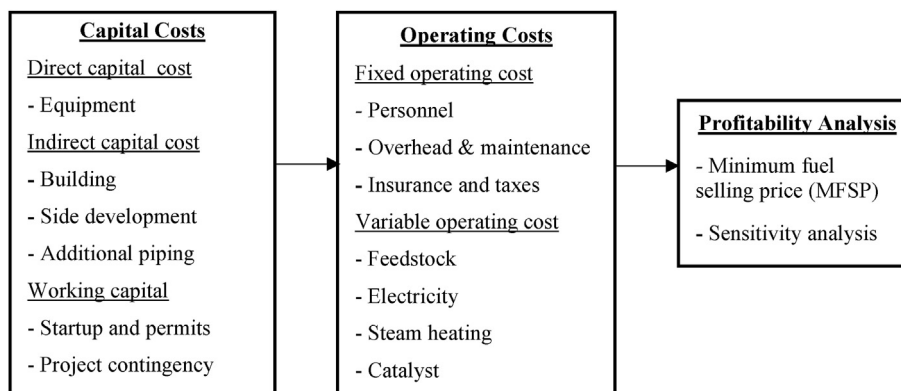 Capital Costs
Direct capital cost
- Equipment
Indirect capital cost
- Building
- Side development
- Additional piping
Working capital
- Startup and permits
- Project contingency
Operating Costs
Fixed operating cost
- Personnel
- Overhead & maintenance
- Insurance and taxes
Variable operating cost
- Feedstock
- Electricity
- Steam heating
- Catalyst
Profitability Analysis
- Minimum fuel
selling price (MFSP)
- Sensitivity analysis